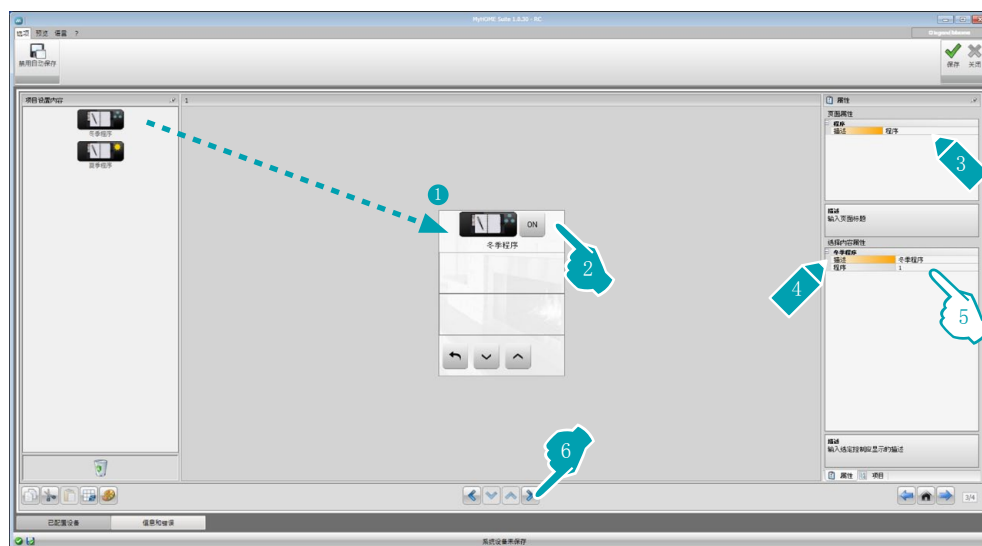 MyHOME Suite 1.0.30 - RC
选项 预览 语言 ?
Dlegend\bticino
禁用自动保存
保存 关闭
项目设置内容
1
属性
冬季程序
夏季程序
页面属性
程序
描述 程序
3
描述
输入页面标题
1
ON
2
冬季程序
选择内容属性
冬季程序
描述 冬季程序
程序 1
4
5
6
描述
输入选定控制应显示的描述
属性 项目
3/4
已配置设备 信息和错误
系统设备未保存